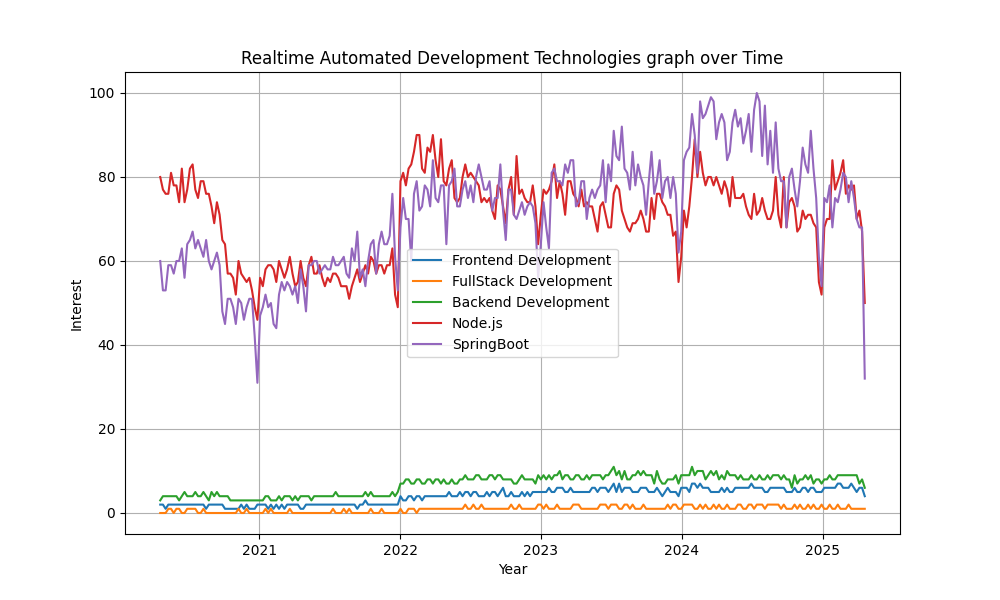 Realtime Automated Development Technologies graph over Time
100
80
60
40
20
0
Interest
Frontend Development
FullStack Development
Backend Development
Node.js
SpringBoot
2021 2022 2023 2024 2025
Year